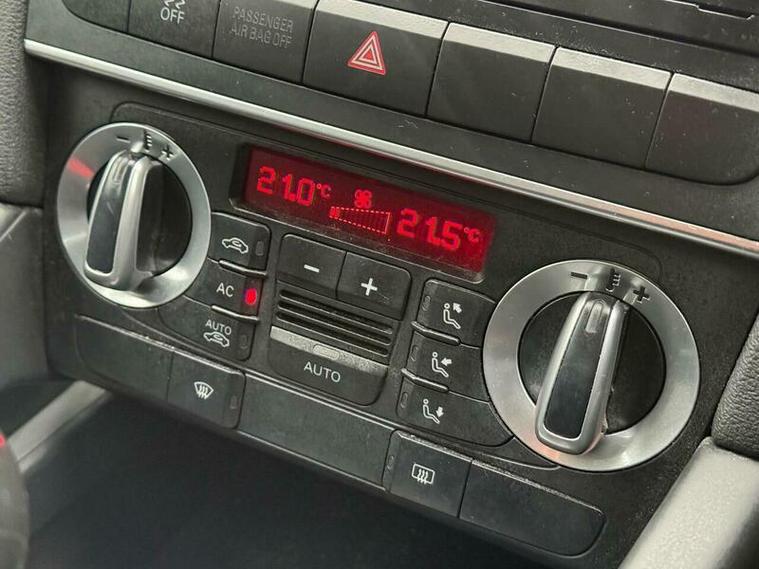 OFF
PASSENGER
AIR BAG OFF
− +
21.0°C
21.5°C
− +
− +
AC
AUTO
AUTO